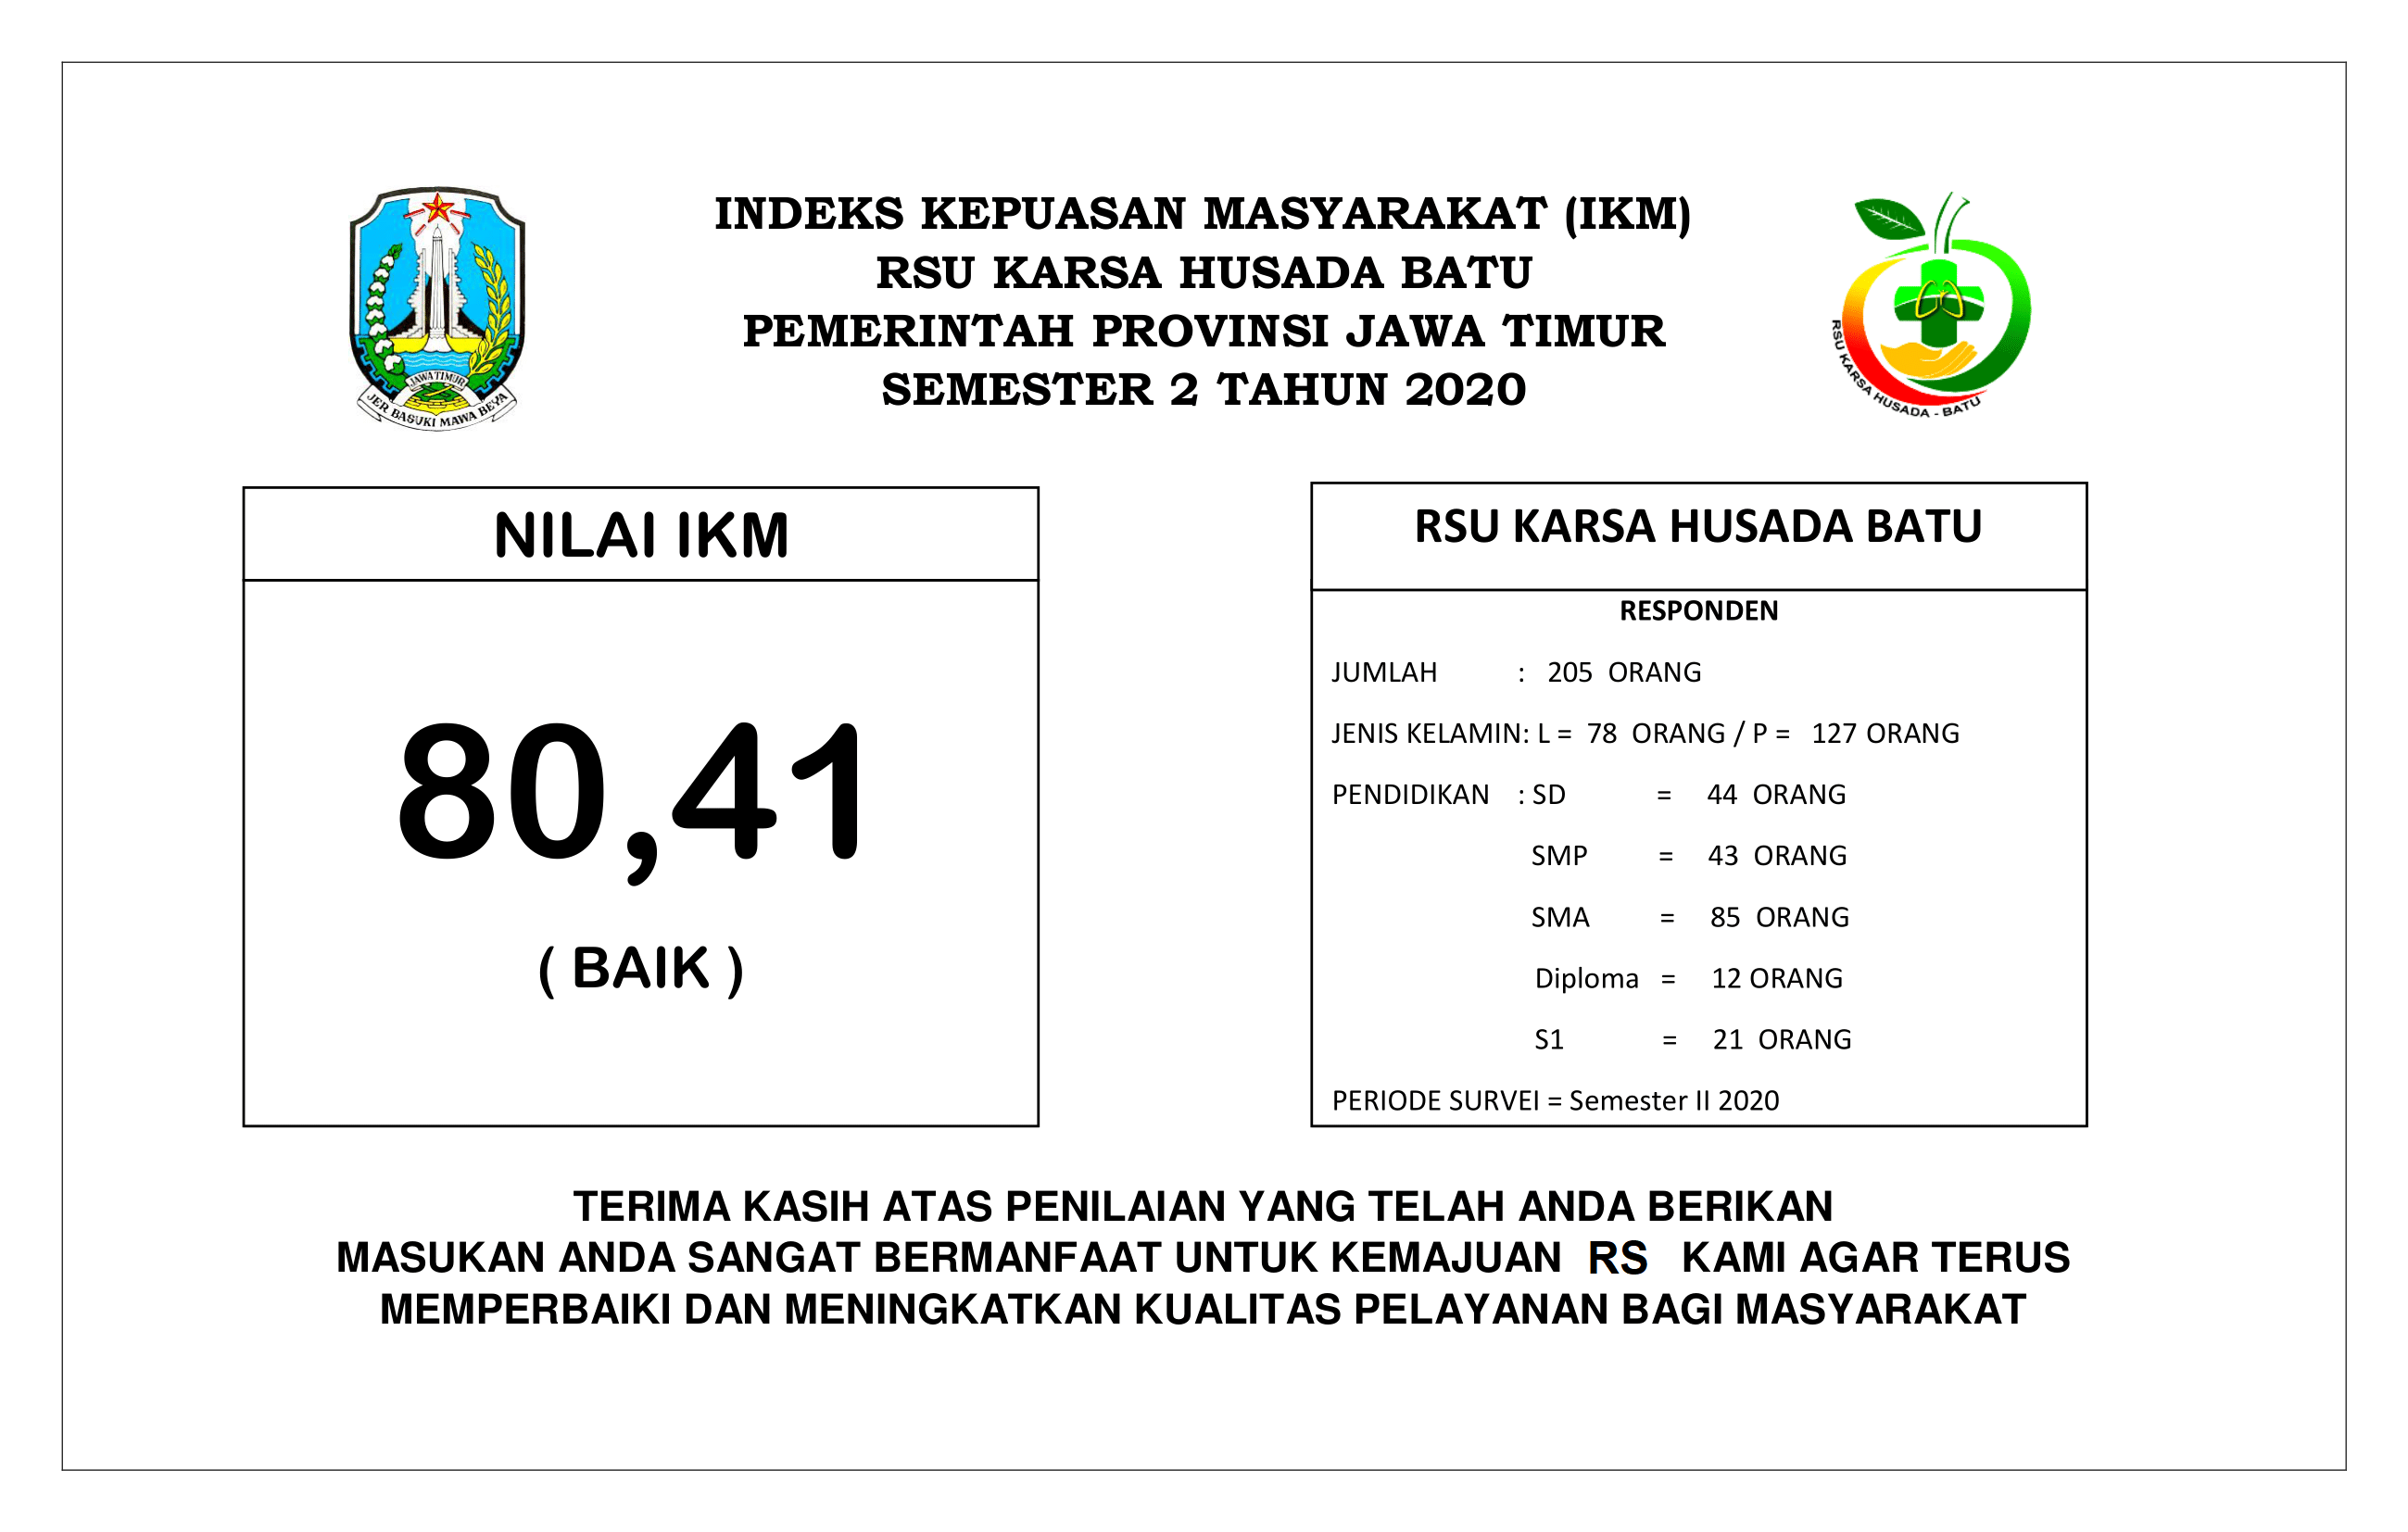 INDEKS KEPUASAN MASYARAKAT (IKM)
RSU KARSA HUSADA BATU
PEMERINTAH PROVINSI JAWA TIMUR
SEMESTER 2 TAHUN 2020
JAWA TIMUR
JER BASUKI MAWA BEYA
RSU KARSA HUSADA - BATU
NILAI IKM
80,41
( BAIK )
RSU KARSA HUSADA BATU
RESPONDEN
JUMLAH : 205 ORANG
JENIS KELAMIN: L = 78 ORANG / P = 127 ORANG
PENDIDIKAN : SD = 44 ORANG
SMP = 43 ORANG
SMA = 85 ORANG
Diploma = 12 ORANG
S1 = 21 ORANG
PERIODE SURVEI = Semester II 2020
TERIMA KASIH ATAS PENILAIAN YANG TELAH ANDA BERIKAN
MASUKAN ANDA SANGAT BERMANFAAT UNTUK KEMAJUAN RS KAMI AGAR TERUS
MEMPERBAIKI DAN MENINGKATKAN KUALITAS PELAYANAN BAGI MASYARAKAT